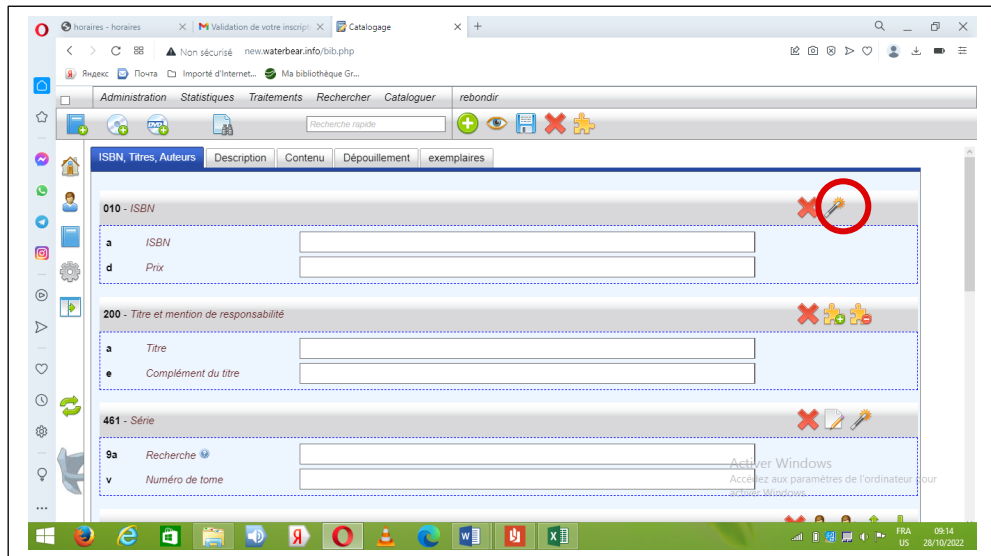 horaires - horaires
Validation de votre inscript
Catalogage
Non sécurisé new.waterbear.info/bib.php
Яндекс Почта Importé d'Internet... Ma bibliothèque Gr...
Administration Statistiques Traitements Rechercher Cataloguer rebondir
Recherche rapide
ISBN, Titres, Auteurs Description Contenu Dépouillement exemplaires
010 - ISBN
a ISBN
d Prix
200 - Titre et mention de responsabilité
a Titre
e Complément du titre
461 - Série
9a Recherche
v Numéro de tome
Activer Windows
Accédez aux paramètres de l'ordinateur pour
activer Windows.
FRA 09:14
US 28/10/2022